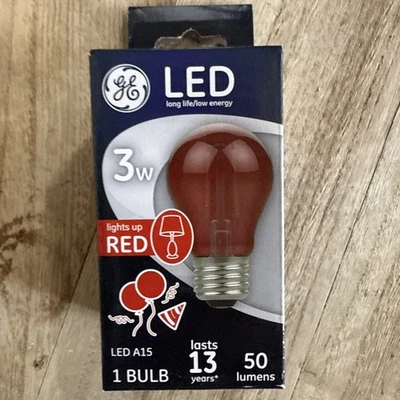 GE
LED
long life/low energy
3w
lights up
RED
LED A15
1 BULB
lasts
13
years*
50
lumens